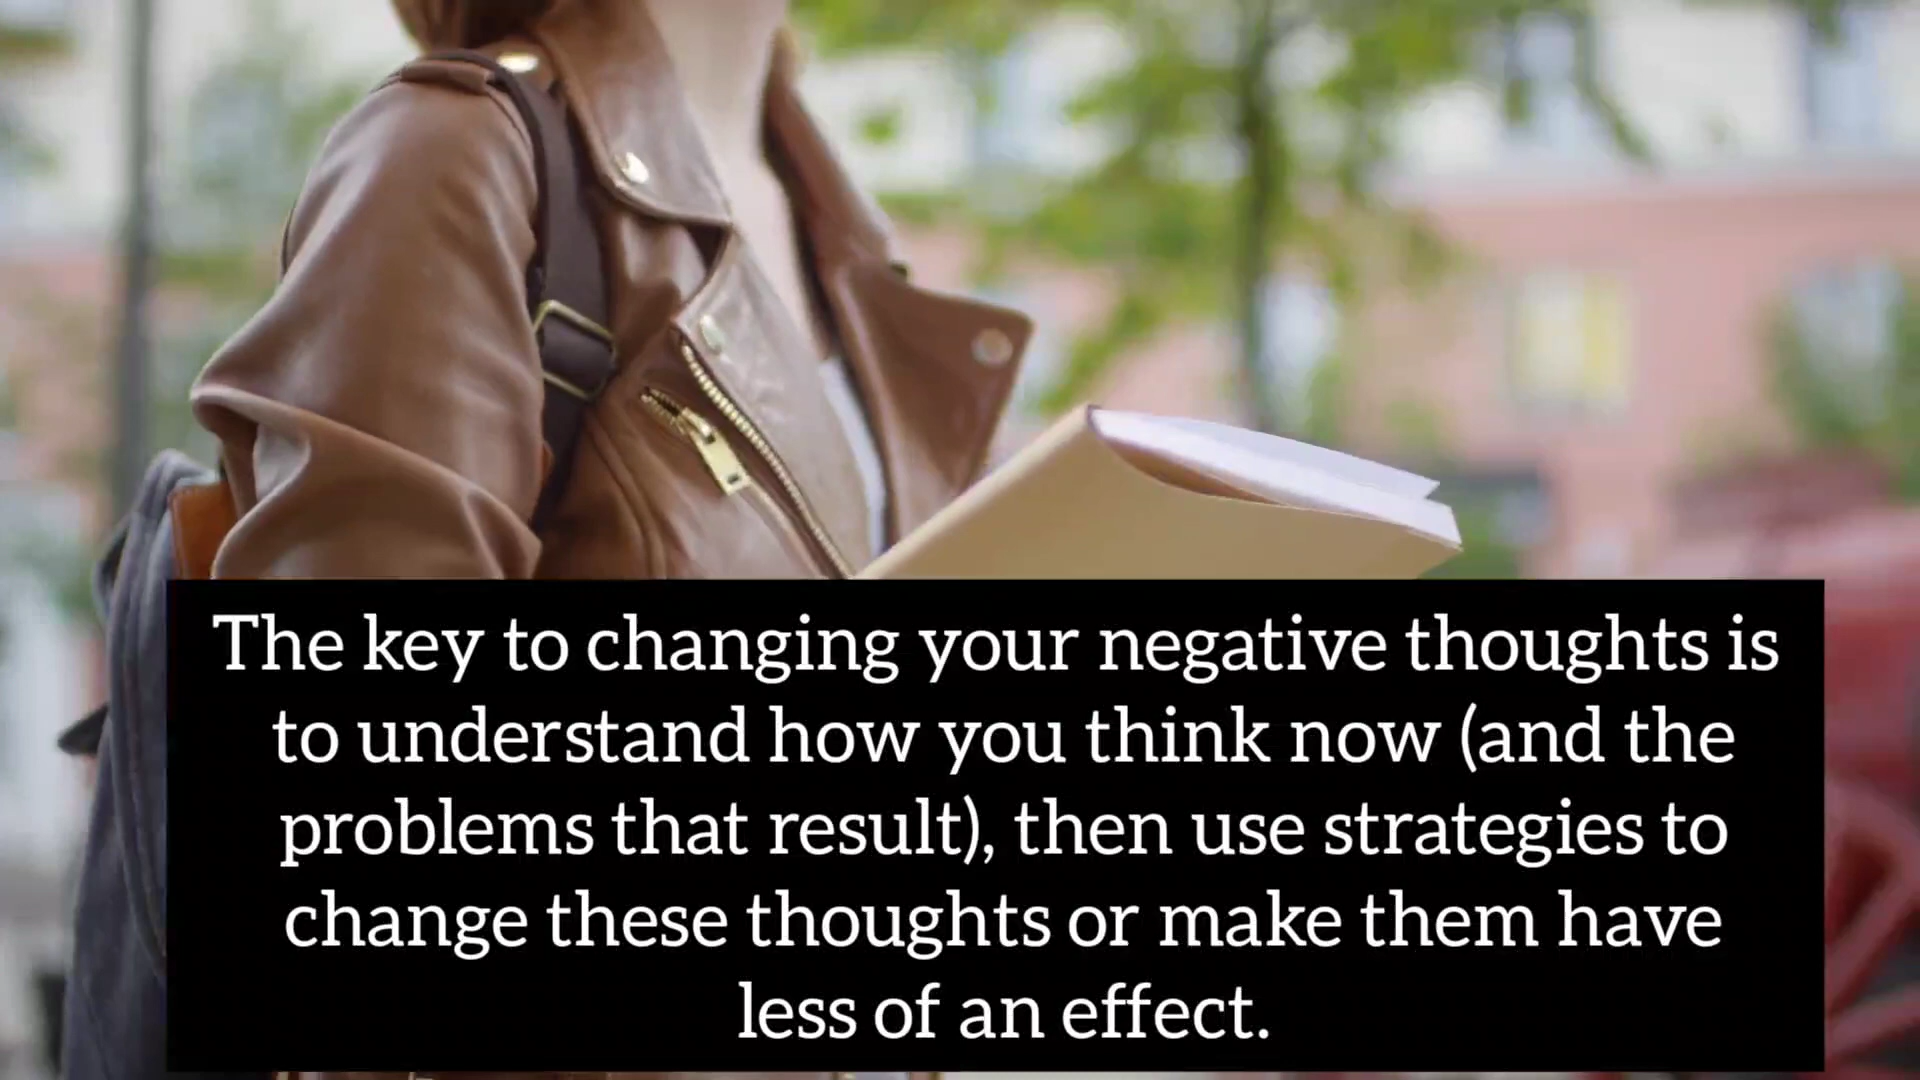 The key to changing your negative thoughts is
to understand how you think now (and the
problems that result), then use strategies to
change these thoughts or make them have
less of an effect.